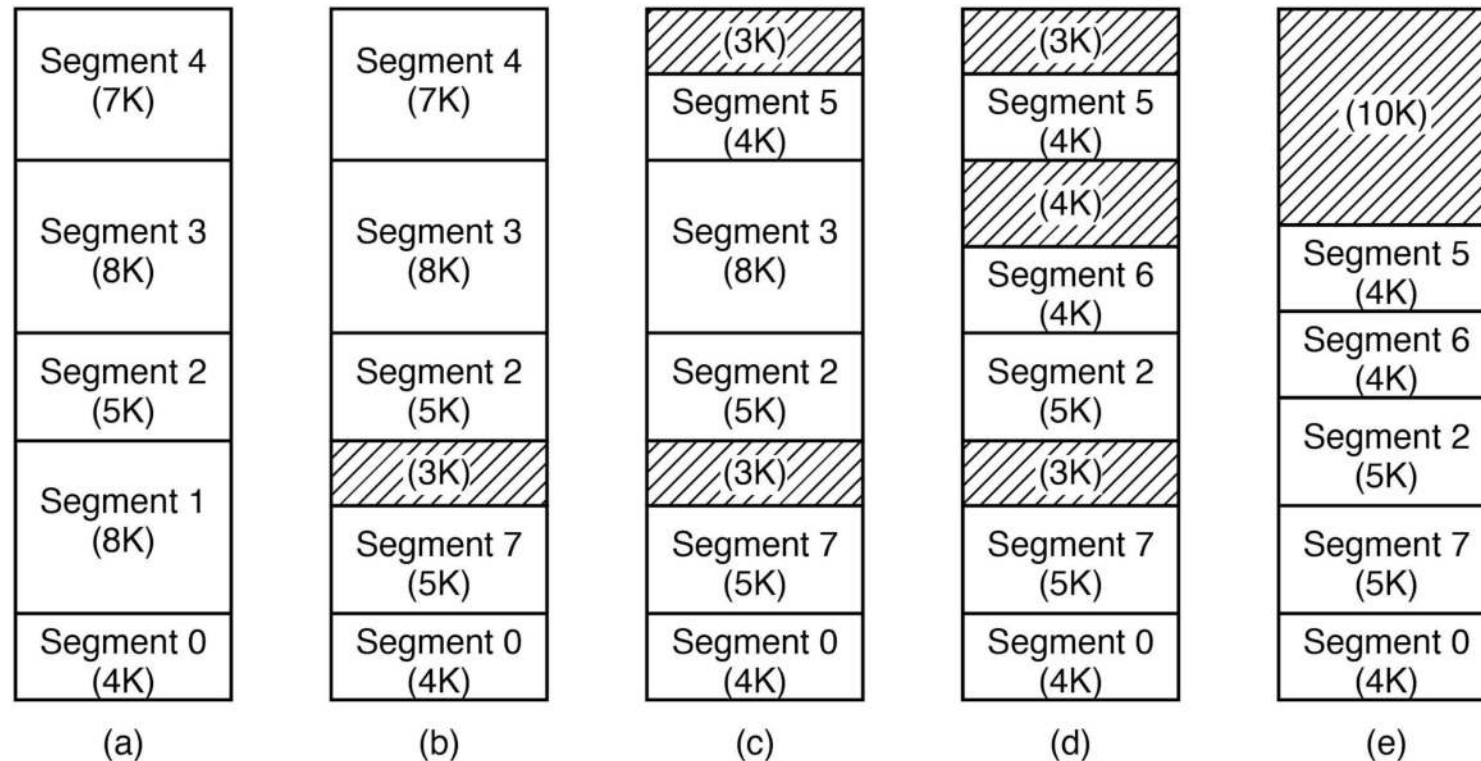 Segment 4
(7K)
Segment 3
(8K)
Segment 2
(5K)
Segment 1
(8K)
Segment 0
(4K)
(a)
Segment 4
(7K)
Segment 3
(8K)
Segment 2
(5K)
(3K)
Segment 7
(5K)
Segment 0
(4K)
(b)
(3K)
Segment 5
(4K)
Segment 3
(8K)
Segment 2
(5K)
(3K)
Segment 7
(5K)
Segment 0
(4K)
(c)
(3K)
Segment 5
(4K)
(4K)
Segment 6
(4K)
Segment 2
(5K)
(3K)
Segment 7
(5K)
Segment 0
(4K)
(d)
(10K)
Segment 5
(4K)
Segment 6
(4K)
Segment 2
(5K)
Segment 7
(5K)
Segment 0
(4K)
(e)